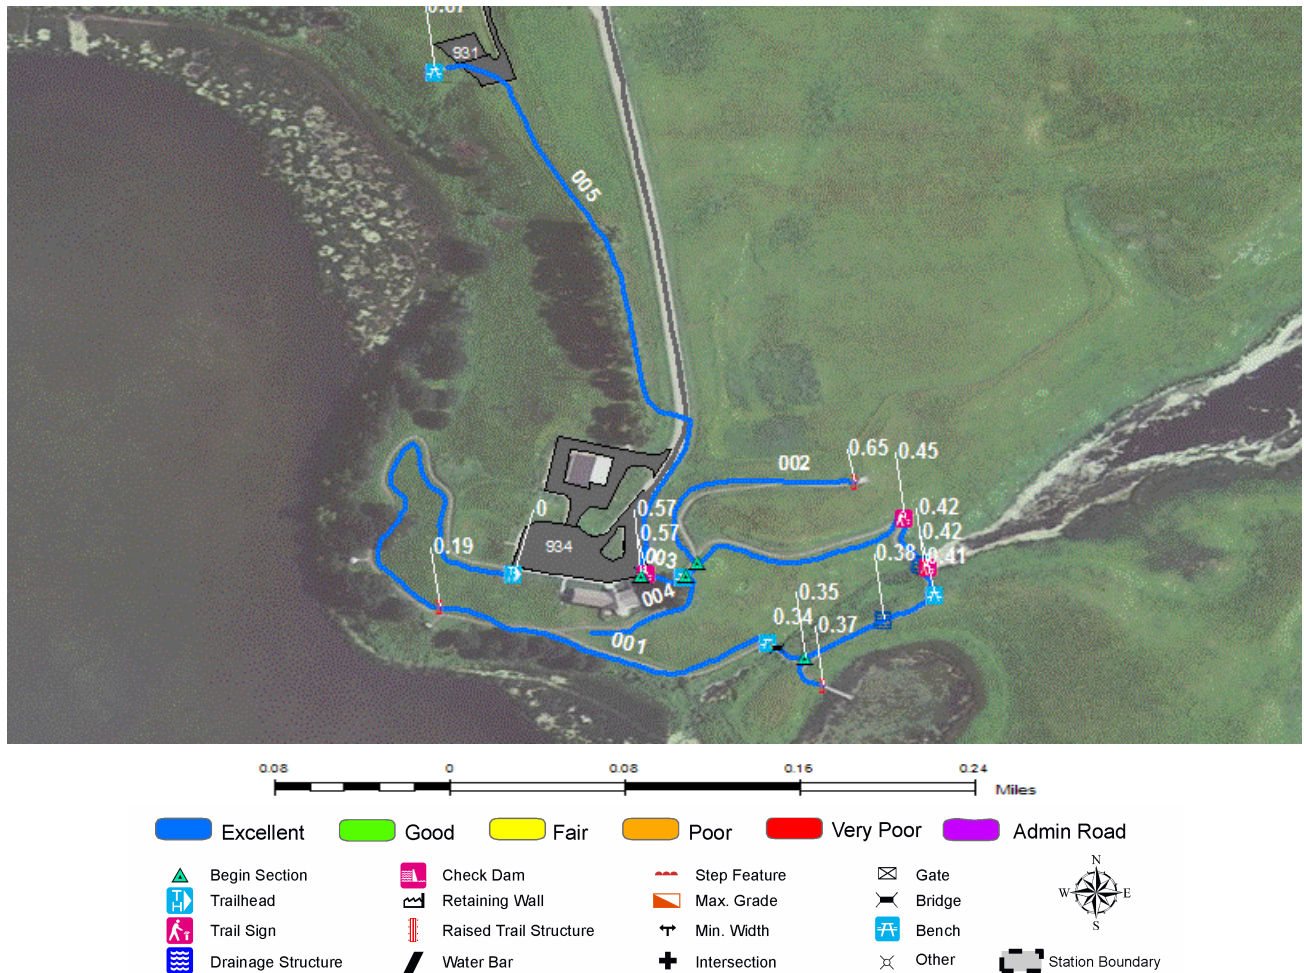 0.67
931
005
0.65
0.45
002
0
0.57
0.42
0.57
0.42
0.19
934
003
0.38
0.41
004
0.35
0.34
0.37
001
0.08 0 0.08 0.16 0.24
Miles
Excellent Good Fair Poor Very Poor Admin Road
Begin Section Check Dam Step Feature Gate
Trailhead Retaining Wall Max. Grade Bridge
Trail Sign Raised Trail Structure Min. Width Bench
Drainage Structure Water Bar Intersection Other Station Boundary
N
W E
S